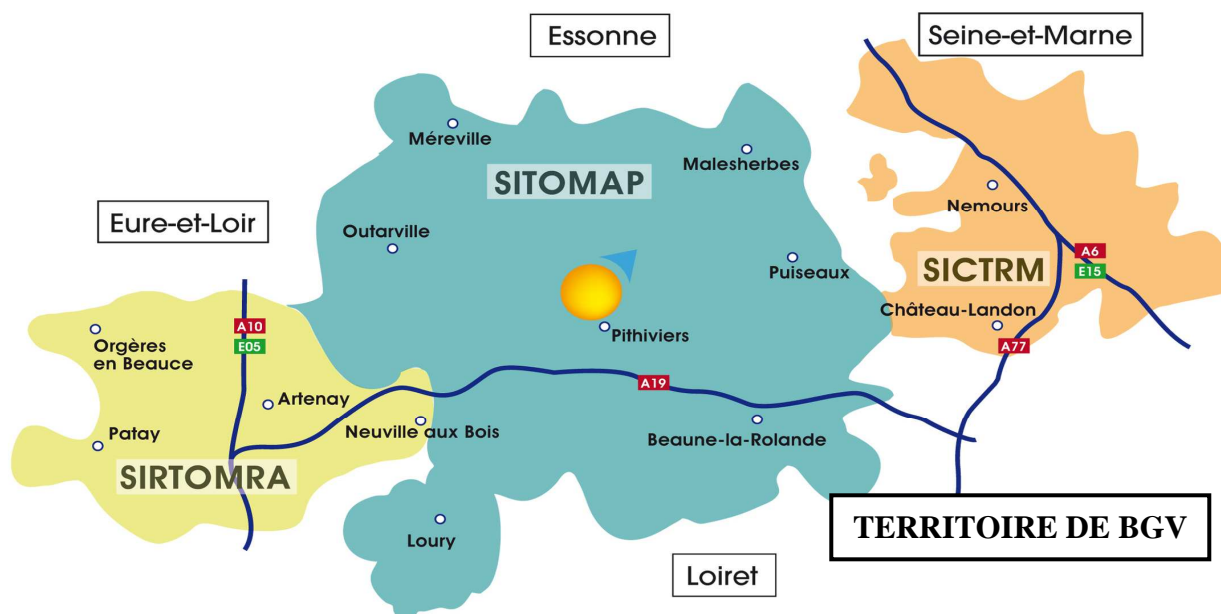 Essonne
Seine-et-Marne
Méreville
Malesherbes
SITOMAP
Nemours
Eure-et-Loir
Outarville
Puiseaux
SICTRM
A6
E15
Château-Landon
A10
E05
Orgères
en Beauce
Pithiviers
A77
A19
Artenay
Patay
Neuville aux Bois
Beaune-la-Rolande
SIRTOMRA
TERRITOIRE DE BGV
Loury
Loiret